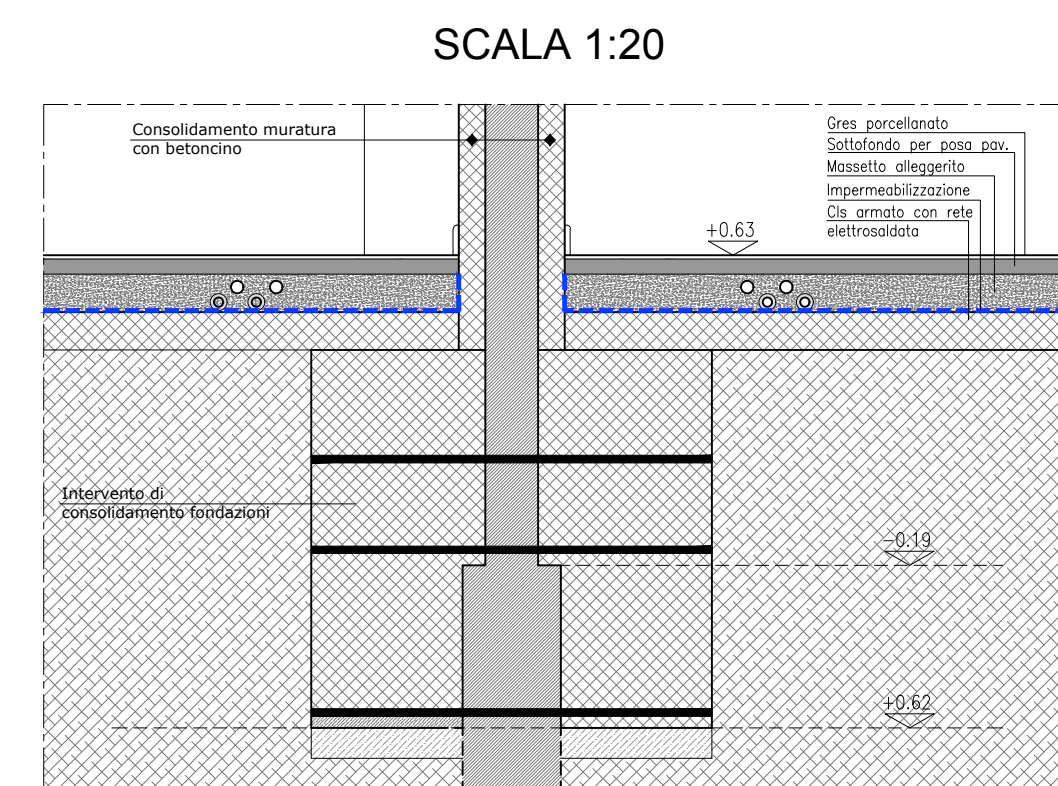 SCALA 1:20
Consolidamento muratura
con betoncino
Gres porcellanato
Sottofondo per posa pav.
Massetto alleggerito
Impermeabilizzazione
Cls armato con rete
elettrosaldata
+0.63
Intervento di
consolidamento fondazioni
-0.19
+0.62